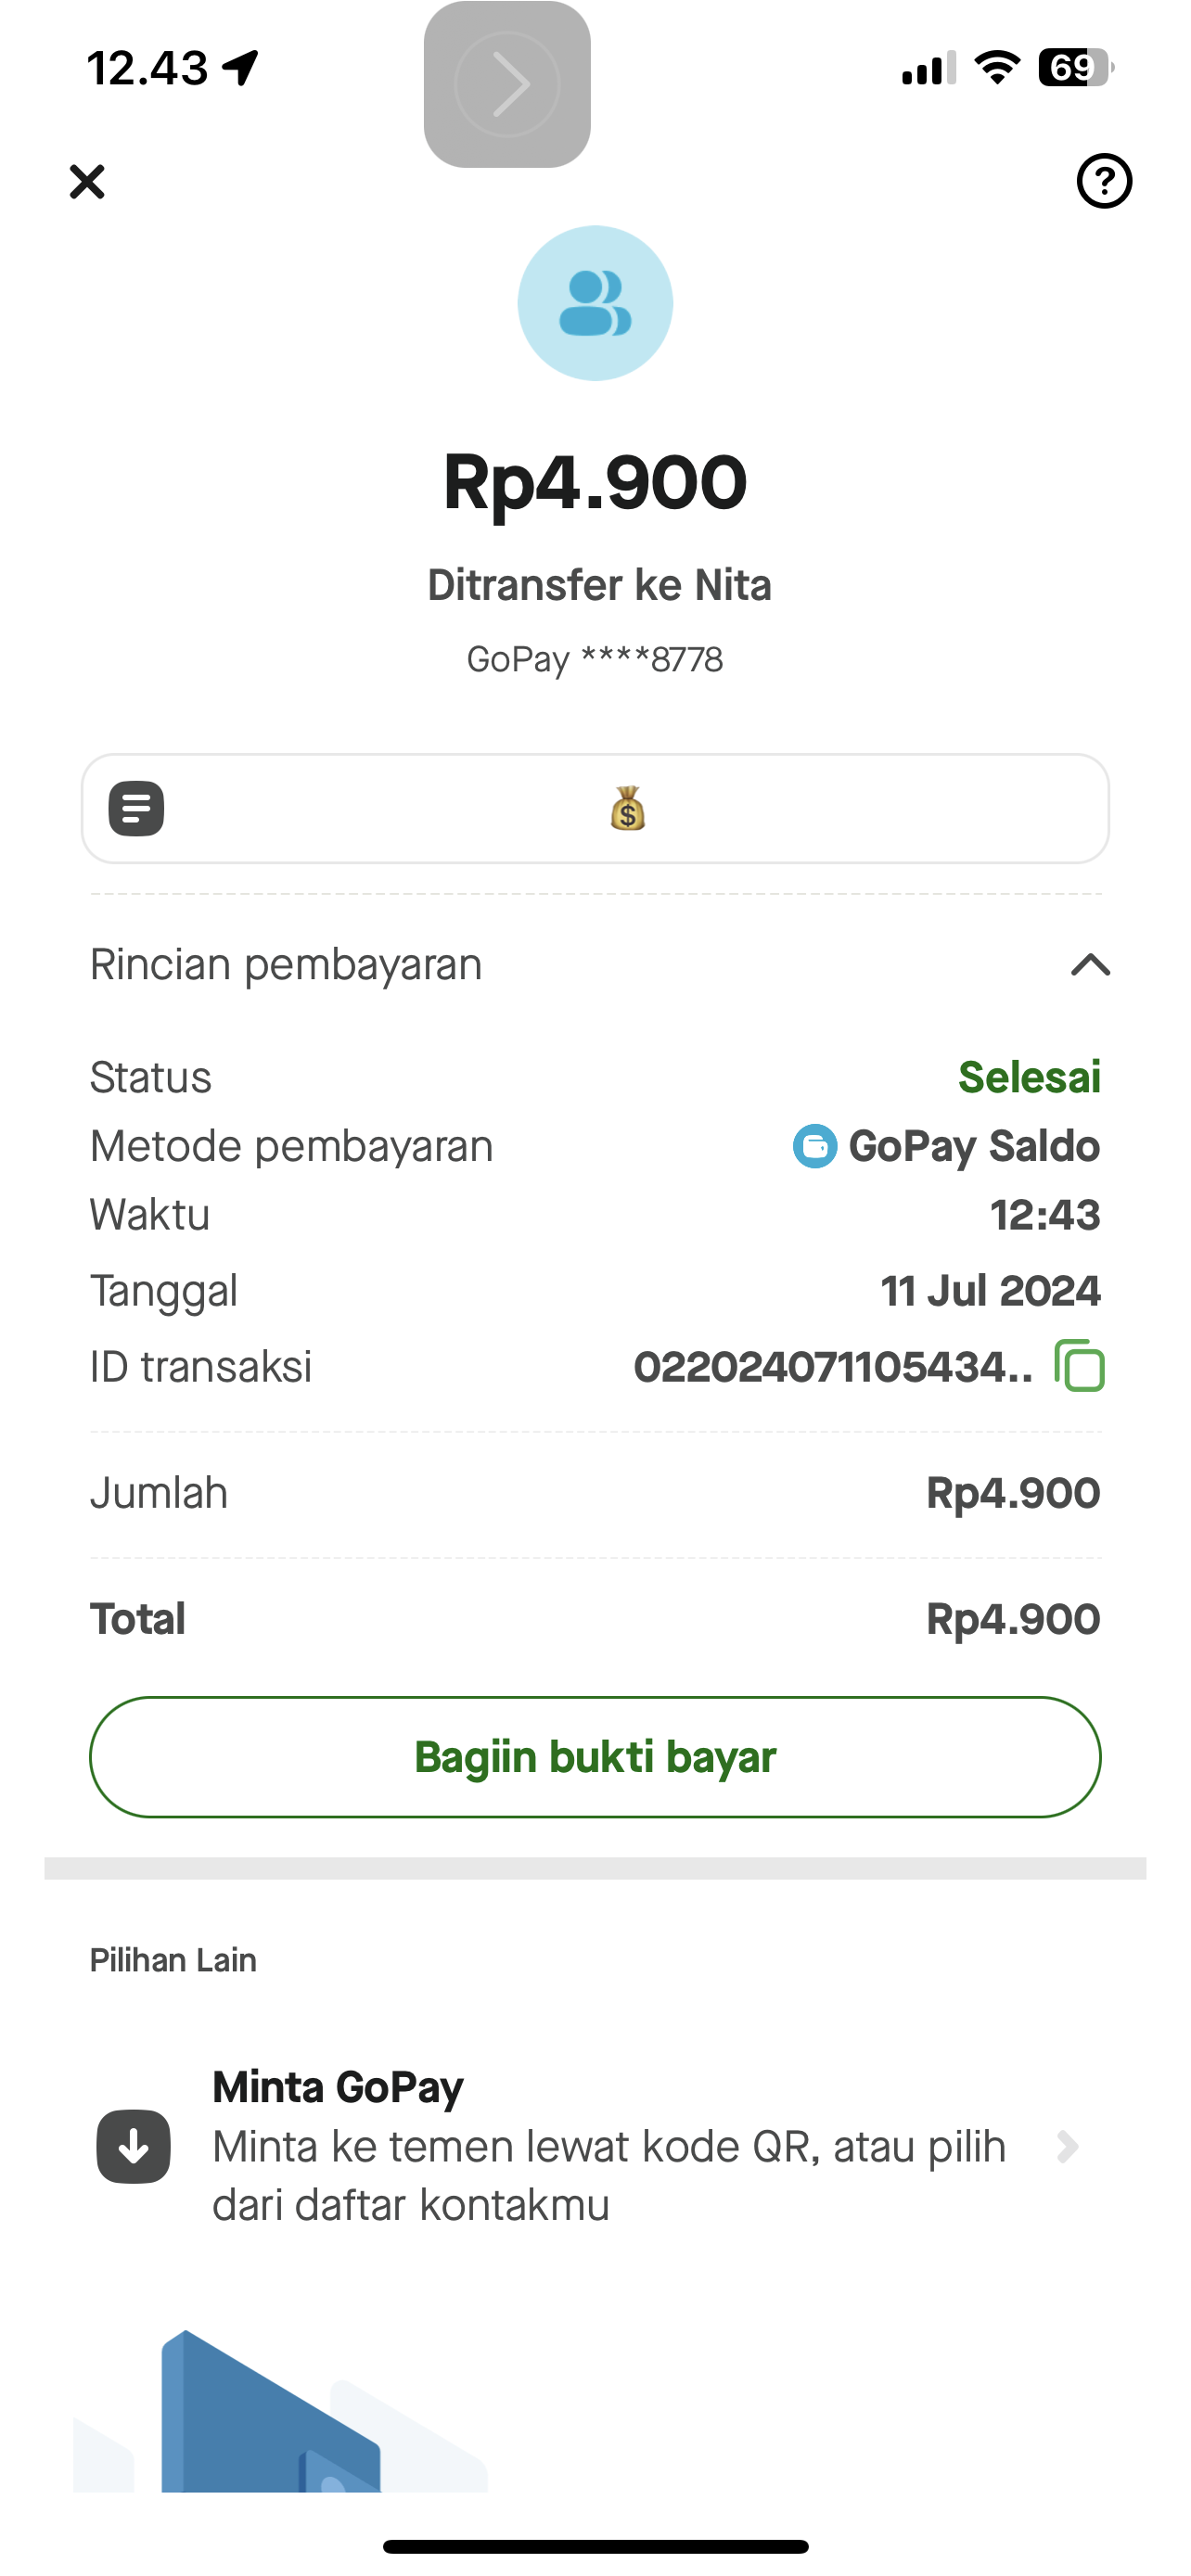 12.43
69
?
Rp4.900
Ditransfer ke Nita
GoPay ****8778
$
Rincian pembayaran
Status Selesai
Metode pembayaran GoPay Saldo
Waktu 12:43
Tanggal 11 Jul 2024
ID transaksi 022024071105434..
Jumlah Rp4.900
Total Rp4.900
Bagiin bukti bayar
Pilihan Lain
Minta GoPay
Minta ke temen lewat kode QR, atau pilih
dari daftar kontakmu